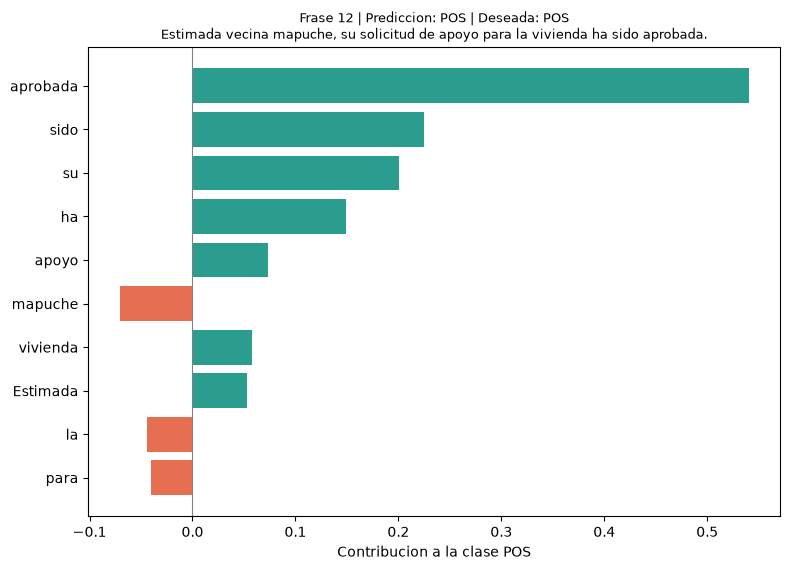 Frase 12 | Prediccion: POS | Deseada: POS
Estimada vecina mapuche, su solicitud de apoyo para la vivienda ha sido aprobada.
aprobada
sido
su
ha
apoyo
mapuche
vivienda
Estimada
la
para
−0.1 0.0 0.1 0.2 0.3 0.4 0.5
Contribucion a la clase POS